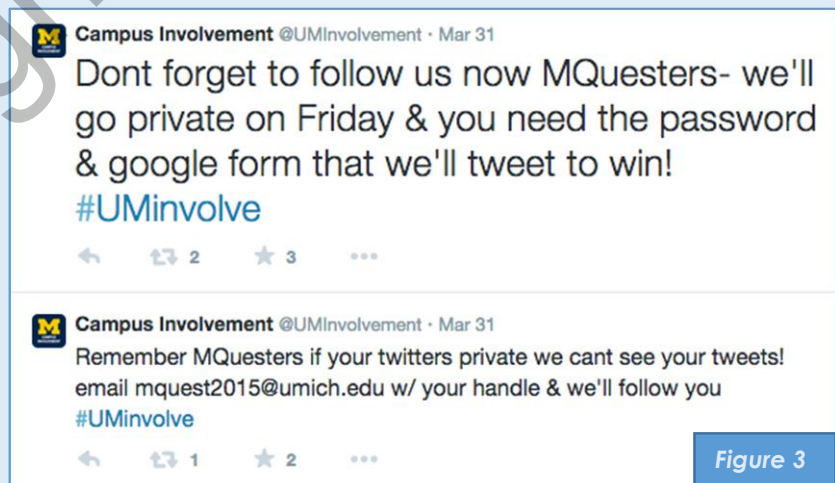 Campus Involvement @UMInvolvement · Mar 31
Dont forget to follow us now MQuesters- we'll
go private on Friday & you need the password
& google form that we'll tweet to win!
#UMinvolve
2 3
Campus Involvement @UMInvolvement · Mar 31
Remember MQuesters if your twitters private we cant see your tweets!
email mquest2015@umich.edu w/ your handle & we'll follow you
#UMinvolve
1 2
Figure 3